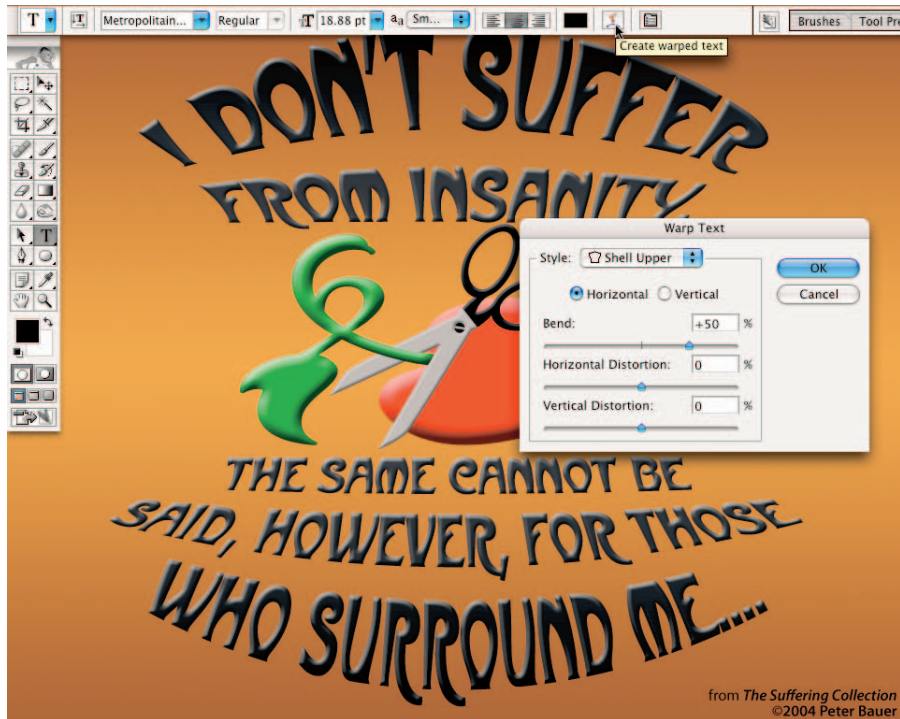 T T Metropolitain... Regular T 18.88 pt aa Sm... Brushes Tool Pre
Create warped text
I DON'T SUFFER
FROM INSANITY,
Warp Text
Style: Shell Upper OK
Horizontal Vertical Cancel
Bend: +50 %
Horizontal Distortion: 0 %
Vertical Distortion: 0 %
T
THE SAME CANNOT BE
SAID, HOWEVER, FOR THOSE
WHO SURROUND ME....
from The Suffering Collection
©2004 Peter Bauer